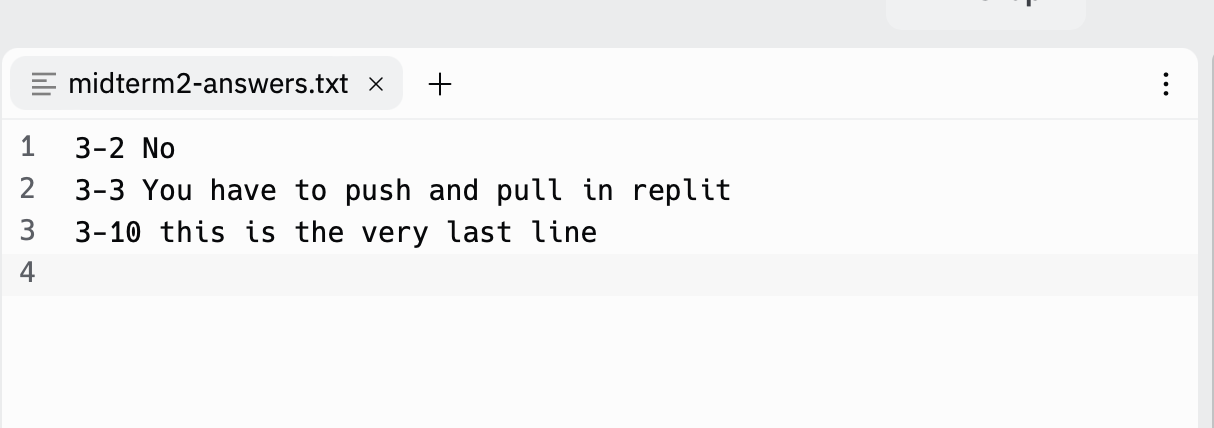 midterm2-answers.txt
1 3-2 No
2 3-3 You have to push and pull in replit
3 3-10 this is the very last line
4